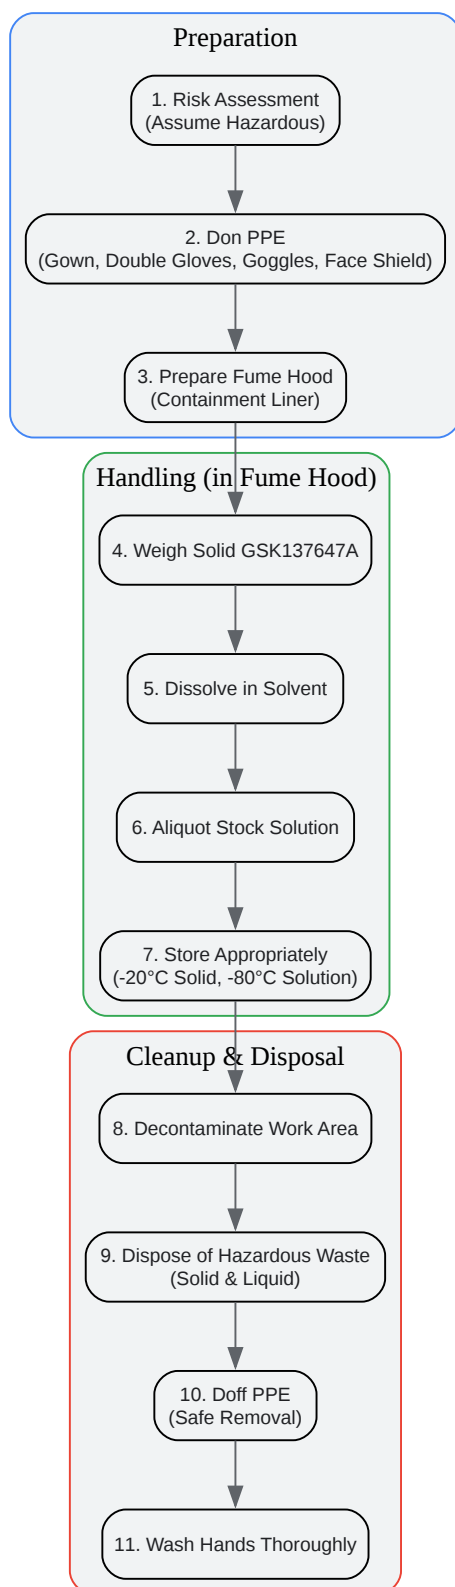 Preparation
1. Risk Assessment
(Assume Hazardous)
2. Don PPE
(Gown, Double Gloves, Goggles, Face Shield)
3. Prepare Fume Hood
(Containment Liner)
Handling (in Fume Hood)
4. Weigh Solid GSK137647A
5. Dissolve in Solvent
6. Aliquot Stock Solution
7. Store Appropriately
(-20°C Solid, -80°C Solution)
Cleanup & Disposal
8. Decontaminate Work Area
9. Dispose of Hazardous Waste
(Solid & Liquid)
10. Doff PPE
(Safe Removal)
11. Wash Hands Thoroughly